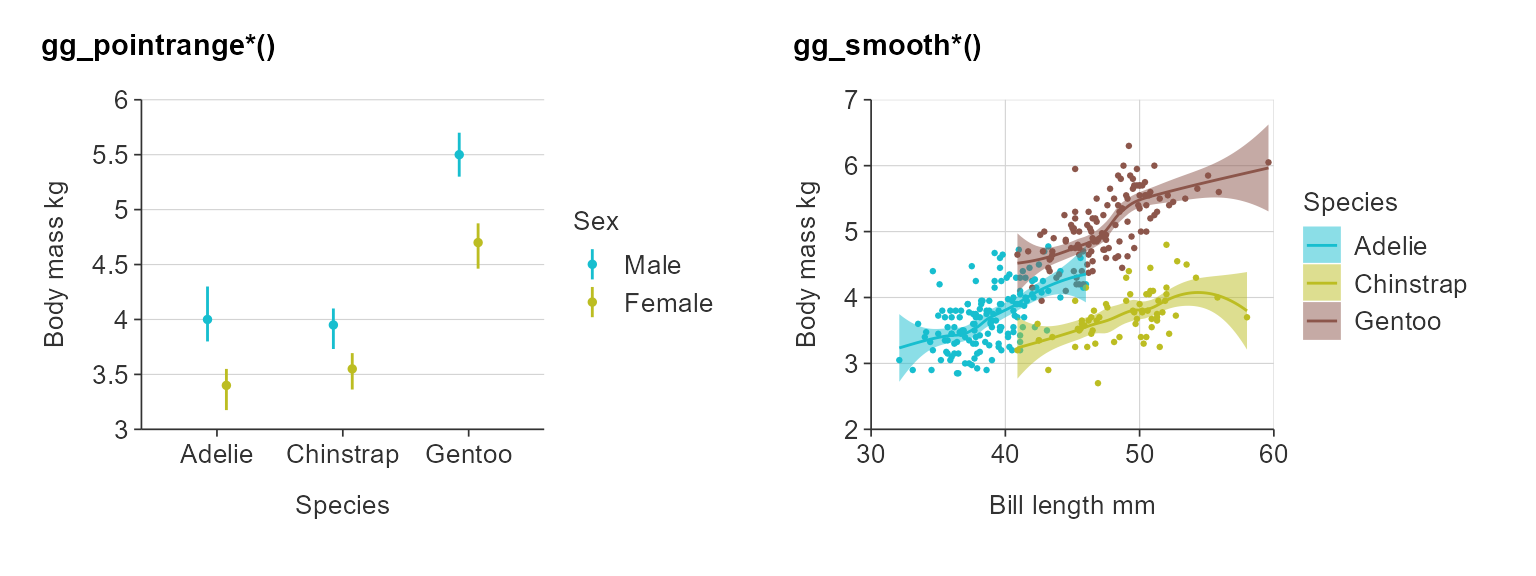 gg_pointrange*()
6
5.5
5
4.5
4
3.5
3
Body mass kg
Adelie Chinstrap Gentoo
Species
Sex
Male
Female
gg_smooth*()
7
6
5
4
3
2
Body mass kg
30 40 50 60
Bill length mm
Species
Adelie
Chinstrap
Gentoo